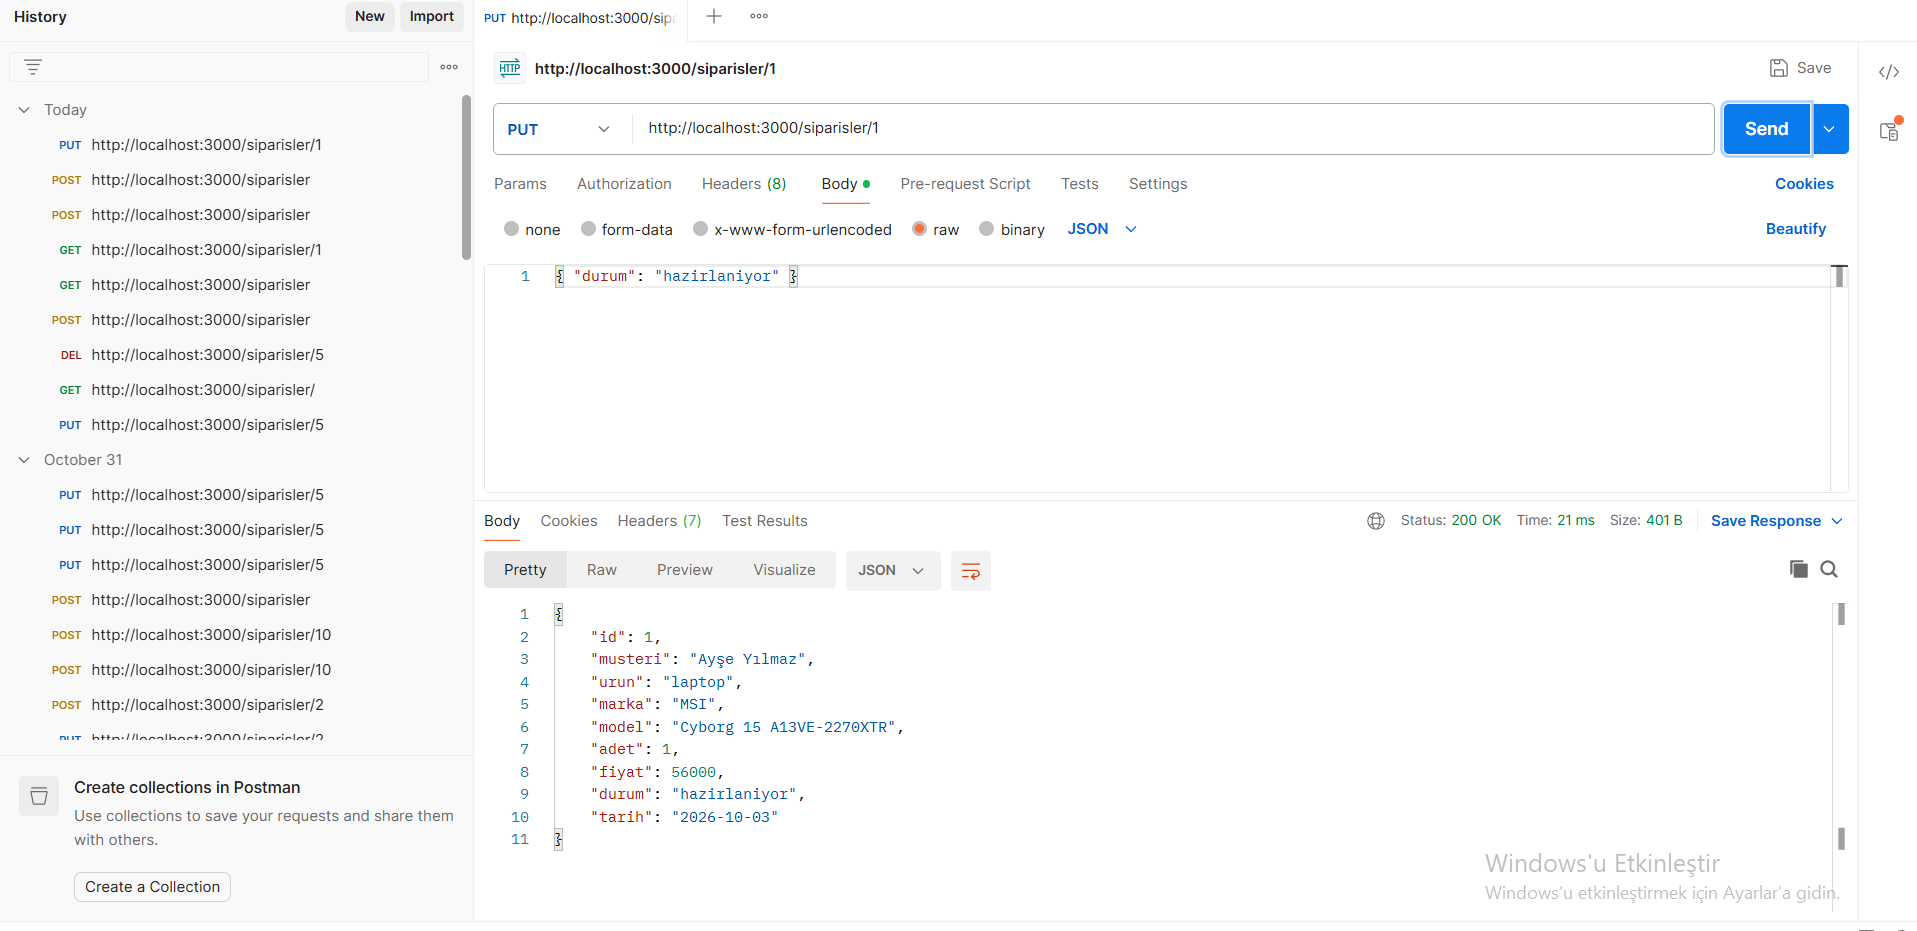 History
New
Import
Today
PUT http://localhost:3000/siparisler/1
POST http://localhost:3000/siparisler
POST http://localhost:3000/siparisler
GET http://localhost:3000/siparisler/1
GET http://localhost:3000/siparisler
POST http://localhost:3000/siparisler
DEL http://localhost:3000/siparisler/5
GET http://localhost:3000/siparisler/
PUT http://localhost:3000/siparisler/5
October 31
PUT http://localhost:3000/siparisler/5
PUT http://localhost:3000/siparisler/5
PUT http://localhost:3000/siparisler/5
POST http://localhost:3000/siparisler
POST http://localhost:3000/siparisler/10
POST http://localhost:3000/siparisler/10
POST http://localhost:3000/siparisler/2
PUT http://localhost:3000/siparisler/2
Create collections in Postman
Use collections to save your requests and share them
with others.
Create a Collection
PUT http://localhost:3000/sipa
HTTP http://localhost:3000/siparisler/1
Save
PUT http://localhost:3000/siparisler/1
Send
Params Authorization Headers (8) Body Pre-request Script Tests Settings Cookies
none form-data x-www-form-urlencoded raw binary JSON Beautify
1 { "durum": "hazirlaniyor" }
Body Cookies Headers (7) Test Results Status: 200 OK Time: 21 ms Size: 401 B Save Response
Pretty Raw Preview Visualize JSON
1 {
2 "id": 1,
3 "musteri": "Ayşe Yılmaz",
4 "urun": "laptop",
5 "marka": "MSI",
6 "model": "Cyborg 15 A13VE-2270XTR",
7 "adet": 1,
8 "fiyat": 56000,
9 "durum": "hazirlaniyor",
10 "tarih": "2026-10-03"
11 }
Windows'u Etkinleştir
Windows'u etkinleştirmek için Ayarlar'a gidin.